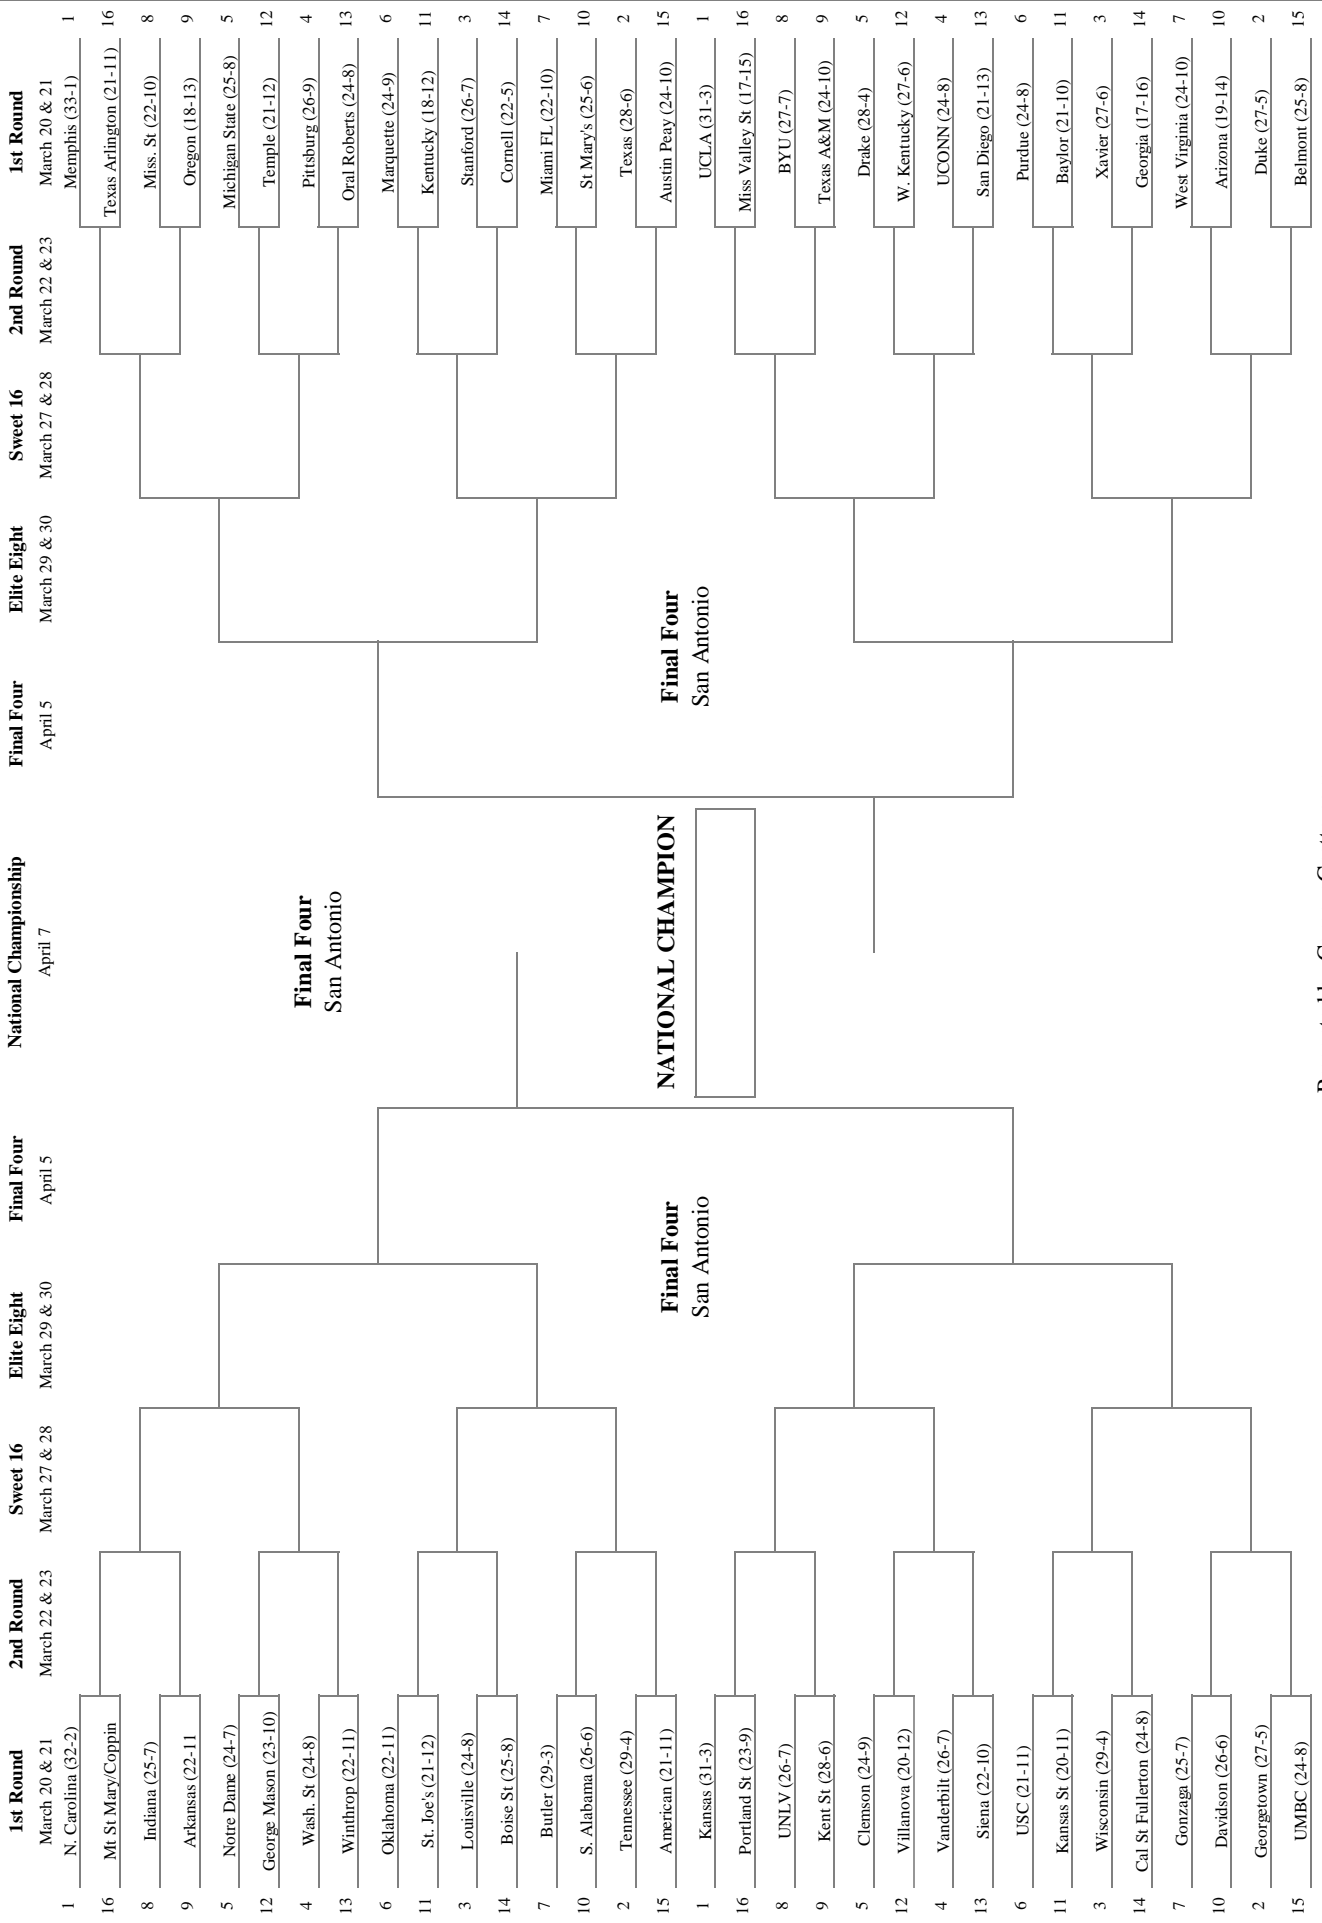 1st Round 2nd Round Sweet 16 Elite Eight Final Four National Championship Final Four Elite Eight Sweet 16 2nd Round 1st Round
March 20 & 21 March 22 & 23 March 27 & 28 March 29 & 30 April 5 April 7 April 5 March 29 & 30 March 27 & 28 March 22 & 23 March 20 & 21
1 N. Carolina (32-2) Memphis (33-1) 1
16 Mt St Mary/Coppin Texas Arlington (21-11) 16
8 Indiana (25-7) Miss. St (22-10) 8
9 Arkansas (22-11 Oregon (18-13) 9
5 Notre Dame (24-7) Michigan State (25-8) 5
12 George Mason (23-10) Temple (21-12) 12
4 Wash. St (24-8) Final Four Pittsburg (26-9) 4
San Antonio
13 Winthrop (22-11) Oral Roberts (24-8) 13
6 Oklahoma (22-11) Marquette (24-9) 6
11 St. Joe's (21-12) Kentucky (18-12) 11
3 Louisville (24-8) Stanford (26-7) 3
14 Boise St (25-8) Cornell (22-5) 14
7 Butler (29-3) Miami FL (22-10) 7
10 S. Alabama (26-6) St Mary's (25-6) 10
2 Tennessee (29-4) Texas (28-6) 2
15 American (21-11) Final Four NATIONAL CHAMPION Final Four Austin Peay (24-10) 15
1 Kansas (31-3) San Antonio San Antonio UCLA (31-3) 1
16 Portland St (23-9) Miss Valley St (17-15) 16
8 UNLV (26-7) BYU (27-7) 8
9 Kent St (28-6) Texas A&M (24-10) 9
5 Clemson (24-9) Drake (28-4) 5
12 Villanova (20-12) W. Kentucky (27-6) 12
4 Vanderbilt (26-7) UCONN (24-8) 4
13 Siena (22-10) San Diego (21-13) 13
6 USC (21-11) Purdue (24-8) 6
11 Kansas St (20-11) Baylor (21-10) 11
3 Wisconsin (29-4) Xavier (27-6) 3
14 Cal St Fullerton (24-8) Georgia (17-16) 14
7 Gonzaga (25-7) West Virginia (24-10) 7
10 Davidson (26-6) Arizona (19-14) 10
2 Georgetown (27-5) Duke (27-5) 2
15 UMBC (24-8) Belmont (25-8) 15